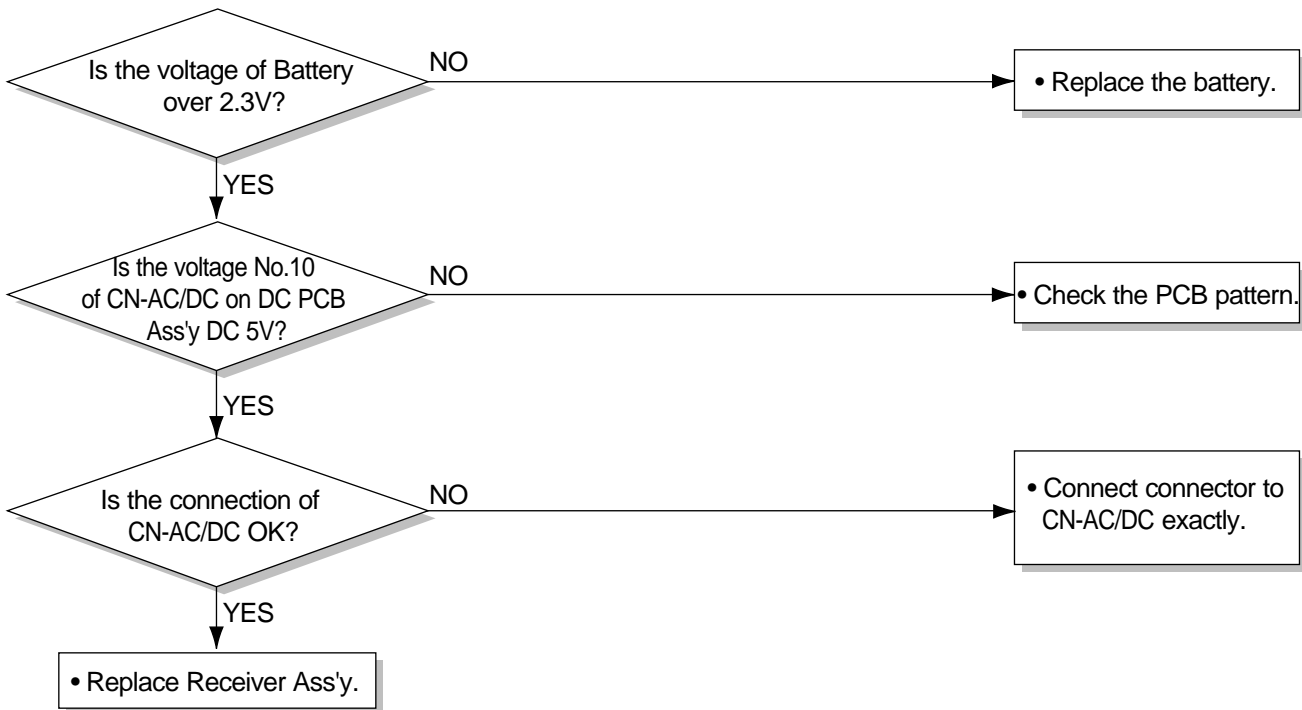 Is the voltage of Battery
over 2.3V?
NO
• Replace the battery.
YES
Is the voltage No.10
of CN-AC/DC on DC PCB
Ass'y DC 5V?
NO
• Check the PCB pattern.
YES
Is the connection of
CN-AC/DC OK?
NO
• Connect connector to
CN-AC/DC exactly.
YES
• Replace Receiver Ass'y.